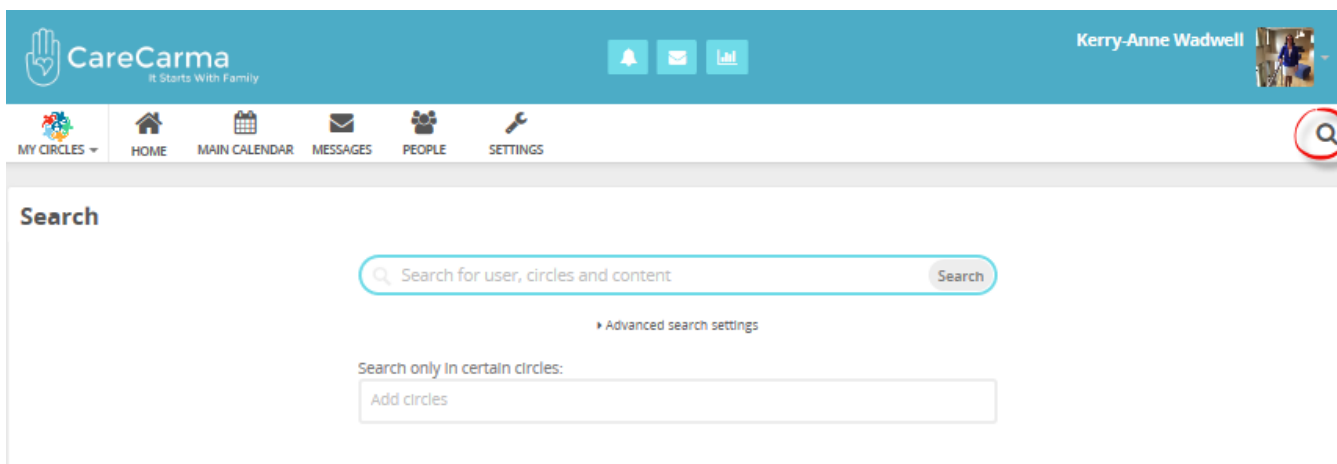 CareCarma
It Starts With Family
Kerry-Anne Wadwell
MY CIRCLES
HOME
MAIN CALENDAR
MESSAGES
PEOPLE
SETTINGS
Search
Search for user, circles and content
Search
Advanced search settings
Search only in certain circles:
Add circles